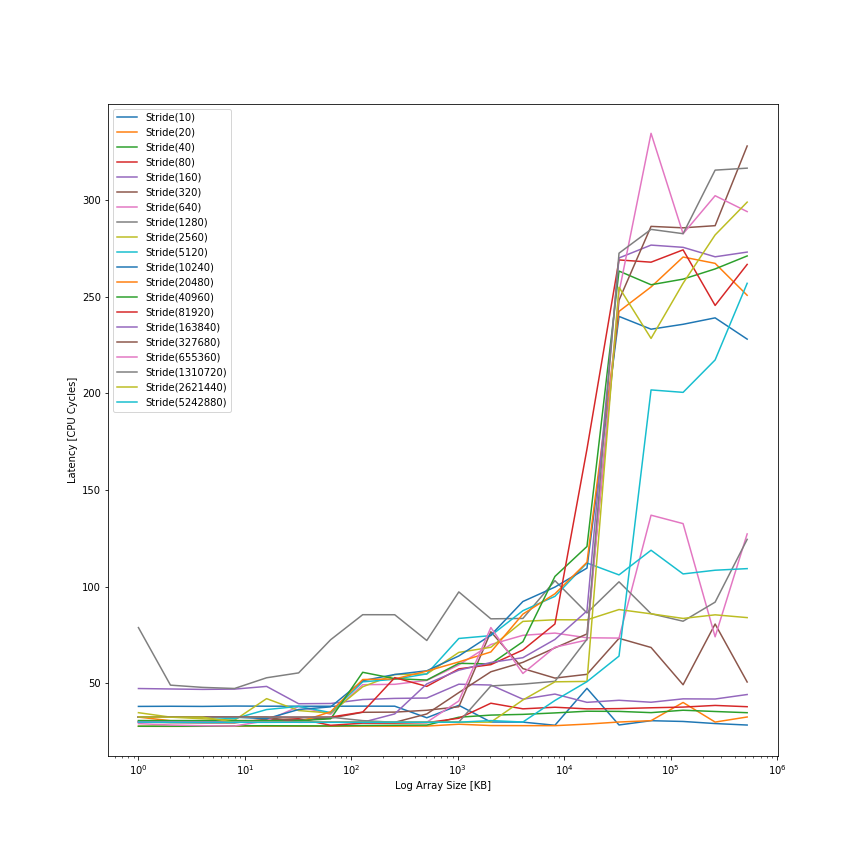 Stride(10)
Stride(20)
Stride(40)
Stride(80)
Stride(160)
Stride(320)
Stride(640)
Stride(1280)
Stride(2560)
Stride(5120)
Stride(10240)
Stride(20480)
Stride(40960)
Stride(81920)
Stride(163840)
Stride(327680)
Stride(655360)
Stride(1310720)
Stride(2621440)
Stride(5242880)
300
250
200
150
100
50
Latency [CPU Cycles]
10⁰ 10¹ 10² 10³ 10⁴ 10⁵ 10⁶
Log Array Size [KB]